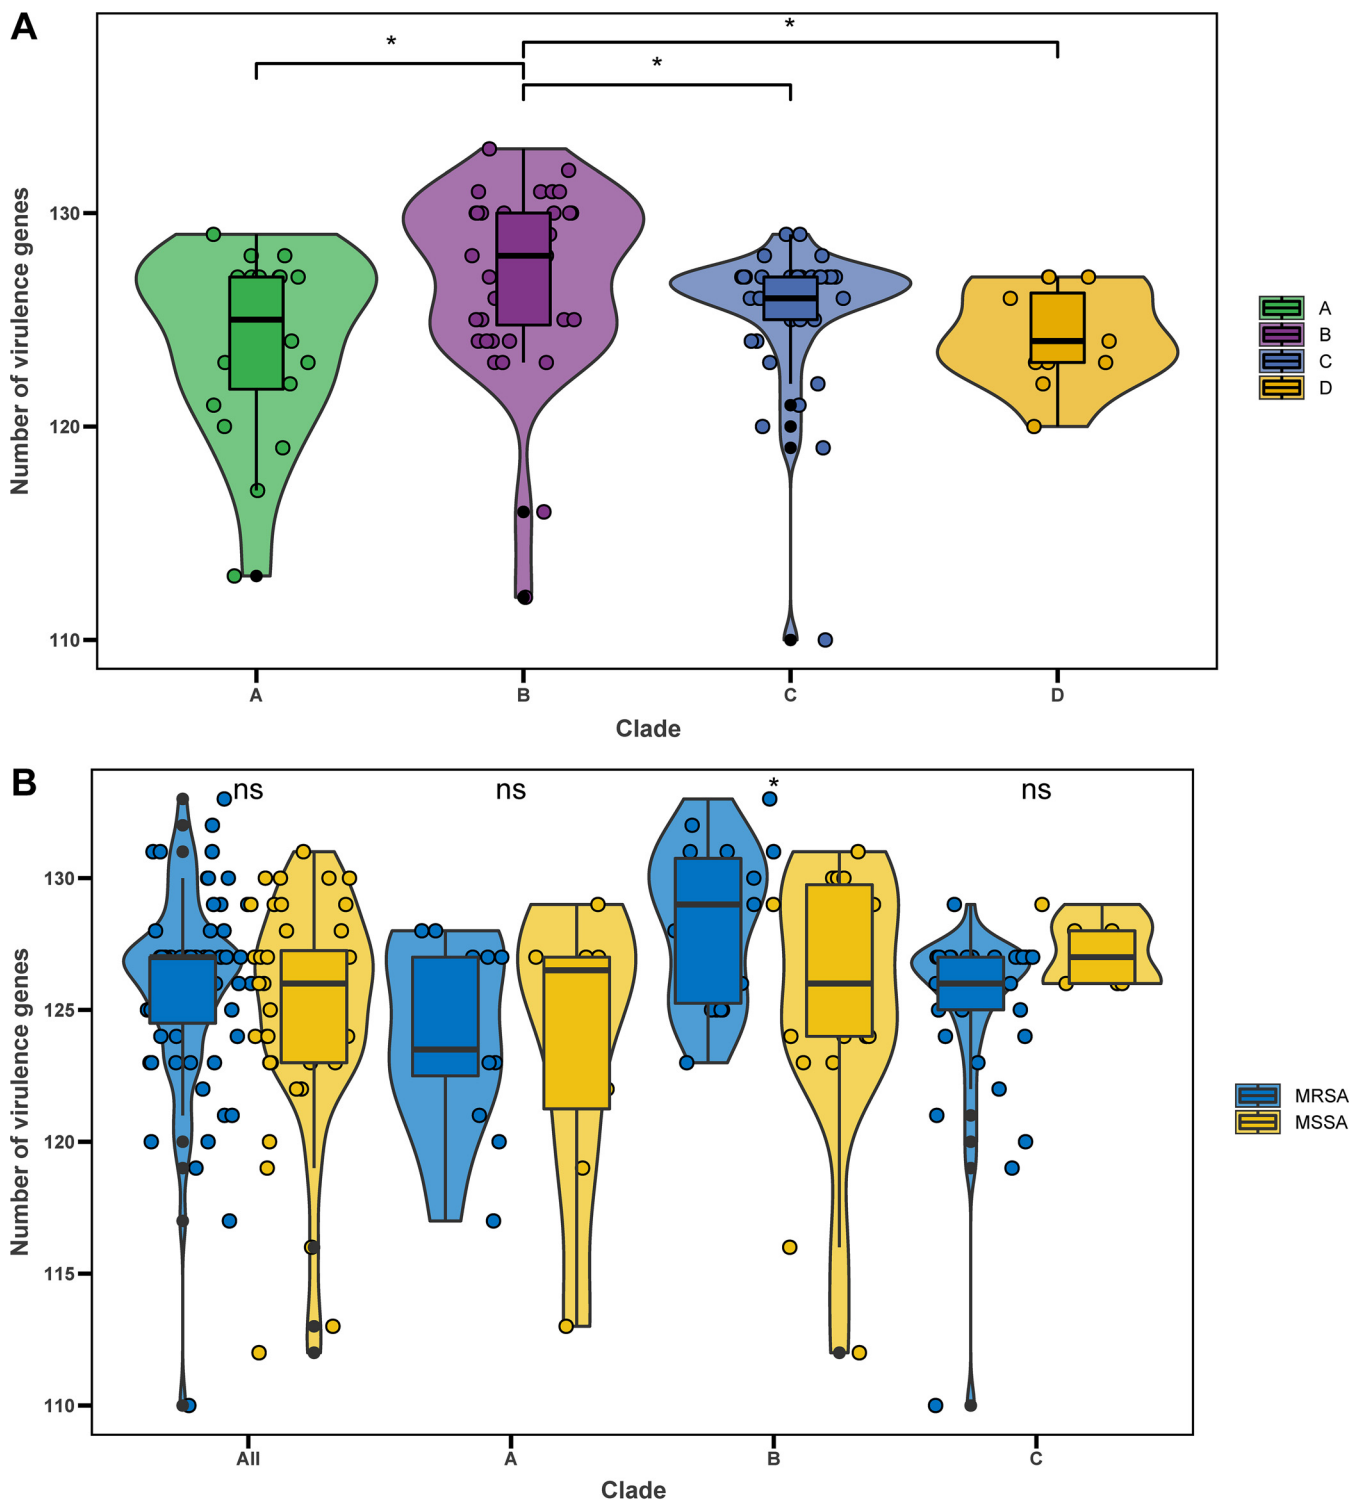 A
*
*
*
Number of virulence genes
130
120
110
A
B
C
D
Clade
A
B
C
D
B
ns
ns
*
ns
Number of virulence genes
130
125
120
115
110
All
A
B
C
Clade
MRSA
MSSA